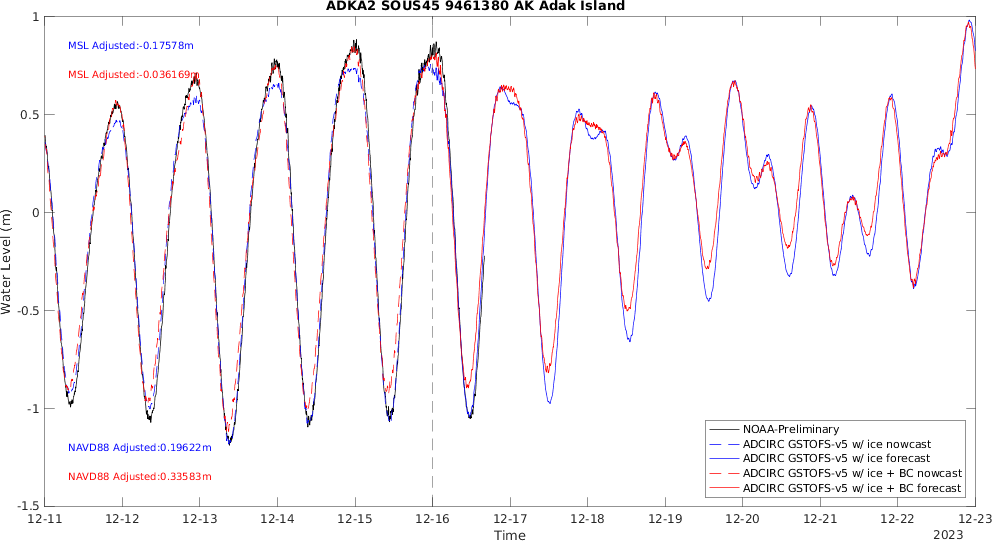 ADKA2 SOUS45 9461380 AK Adak Island
1
0.5
0
-0.5
-1
-1.5
Water Level (m)
MSL Adjusted:-0.17578m
MSL Adjusted:-0.036169m
NAVD88 Adjusted:0.19622m
NAVD88 Adjusted:0.33583m
NOAA-Preliminary
ADCIRC GSTOFS-v5 w/ ice nowcast
ADCIRC GSTOFS-v5 w/ ice forecast
ADCIRC GSTOFS-v5 w/ ice + BC nowcast
ADCIRC GSTOFS-v5 w/ ice + BC forecast
12-11 12-12 12-13 12-14 12-15 12-16 12-17 12-18 12-19 12-20 12-21 12-22 12-23
Time
2023